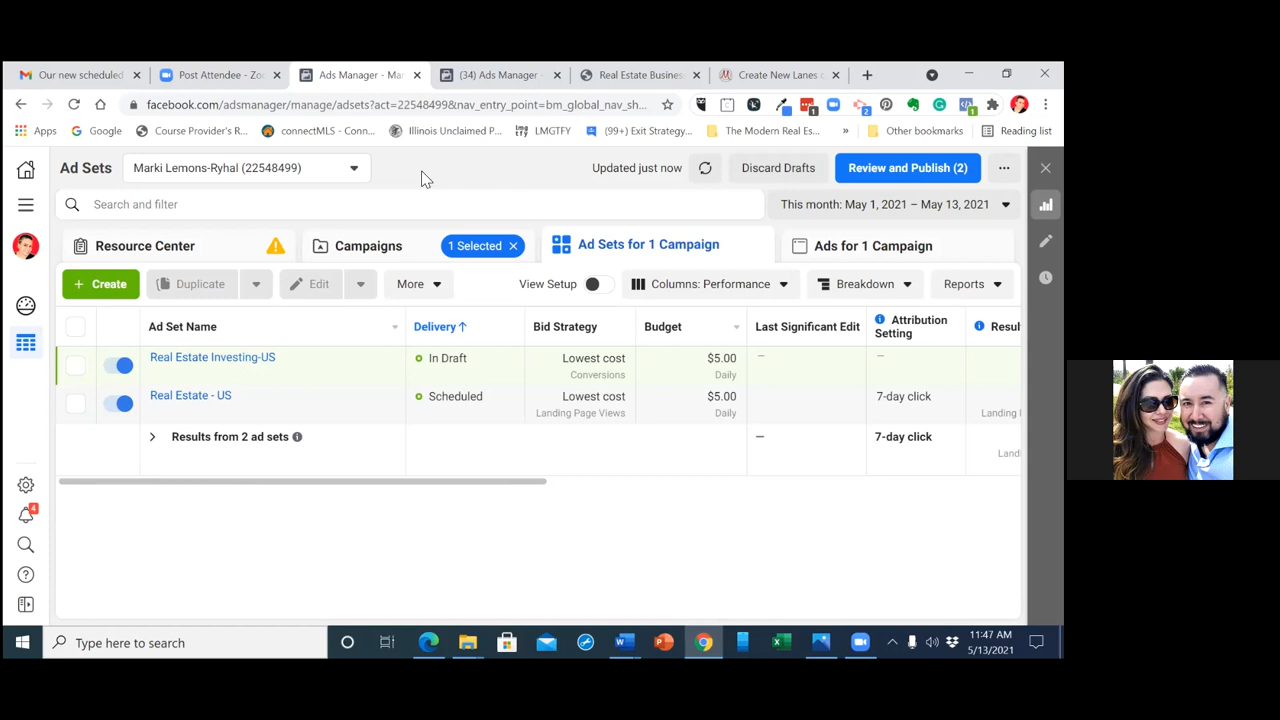 Our new scheduled
Post Attendee - Zoo
Ads Manager - Mar
(34) Ads Manager -
Real Estate Busines
Create New Lanes o
facebook.com/adsmanager/manage/adsets?act=22548499&nav_entry_point=bm_global_nav_sh...
Apps
Google
Course Provider's R...
connectMLS - Conn...
Illinois Unclaimed P...
LMGTFY
(99+) Exit Strategy...
The Modern Real Es...
»
Other bookmarks
Reading list
Ad Sets
Marki Lemons-Ryhal (22548499)
Updated just now
Discard Drafts
Review and Publish (2)
Search and filter
This month: May 1, 2021 – May 13, 2021
Resource Center
Campaigns
1 Selected
Ad Sets for 1 Campaign
Ads for 1 Campaign
+ Create
Duplicate
Edit
More
View Setup
Columns: Performance
Breakdown
Reports
Ad Set Name
Delivery ↑
Bid Strategy
Budget
Last Significant Edit
Attribution
Setting
Resul
Real Estate Investing-US
In Draft
Lowest cost
Conversions
$5.00
Daily
—
—
Real Estate - US
Scheduled
Lowest cost
Landing Page Views
$5.00
Daily
7-day click
Landing
Results from 2 ad sets
—
7-day click
Land
4
Type here to search
11:47 AM
5/13/2021